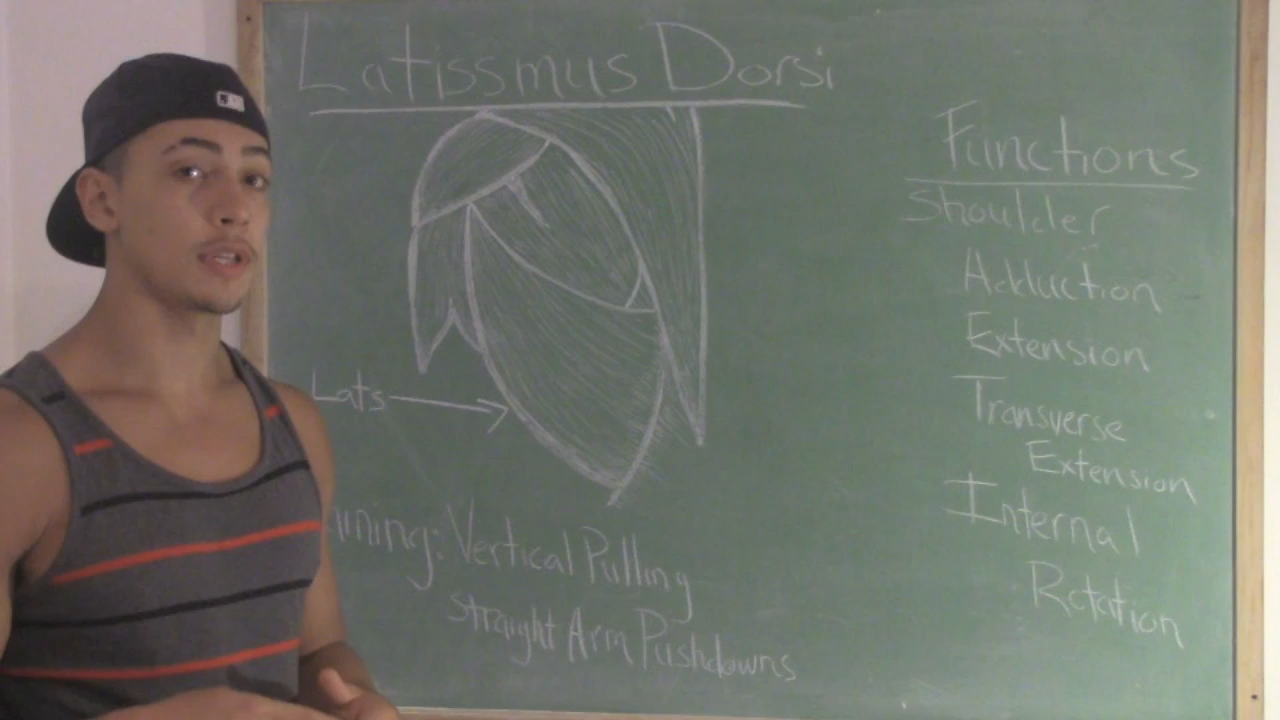 Latissmus Dorsi
Functions
Shoulder
Adduction
Extension
Transverse
Extension
Internal
Rotation
Lats
Vertical Pulling
Straight Arm Pushdowns